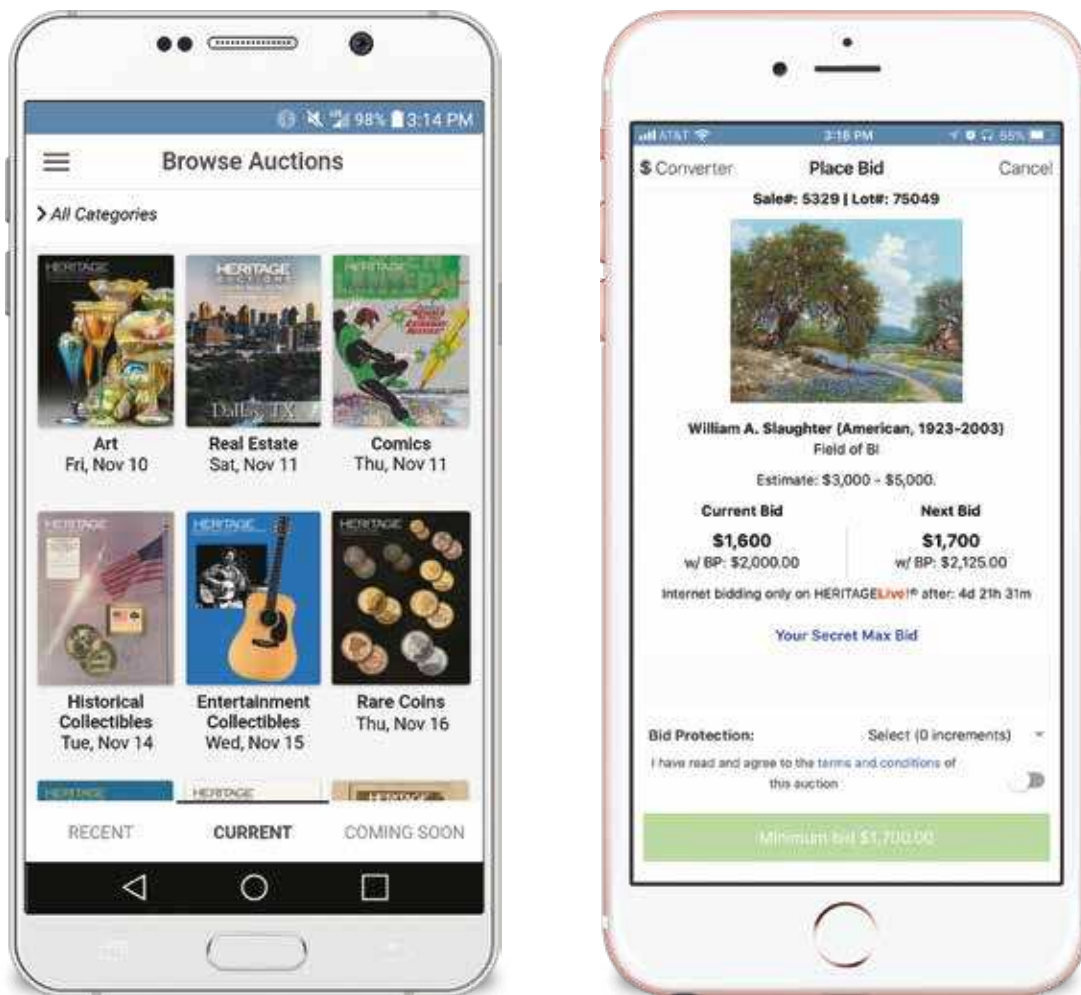 98% 3:14 PM
Browse Auctions
All Categories
HERITAGE
HERITAGE
AUCTIONS
Dallas, TX
Art
Fri, Nov 10
Real Estate
Sat, Nov 11
Comics
Thu, Nov 11
HERITAGE
HERITAGE
HERITAGE
Historical
Collectibles
Tue, Nov 14
Entertainment
Collectibles
Wed, Nov 15
Rare Coins
Thu, Nov 16
HERITAGE
HERITAGE
HERITAGE
RECENT
CURRENT
COMING SOON
AT&T 3:16 PM 55%
$ Converter
Place Bid
Cancel
Sale#: 5329 | Lot#: 75049
William A. Slaughter (American, 1923-2003)
Field of Bl
Estimate: $3,000 - $5,000.
Current Bid
$1,600
w/ BP: $2,000.00
Next Bid
$1,700
w/ BP: $2,125.00
Internet bidding only on HERITAGELive!® after: 4d 21h 31m
Your Secret Max Bid
Bid Protection:
Select (0 increments)
I have read and agree to the terms and conditions of
this auction
Minimum bid $1,700.00